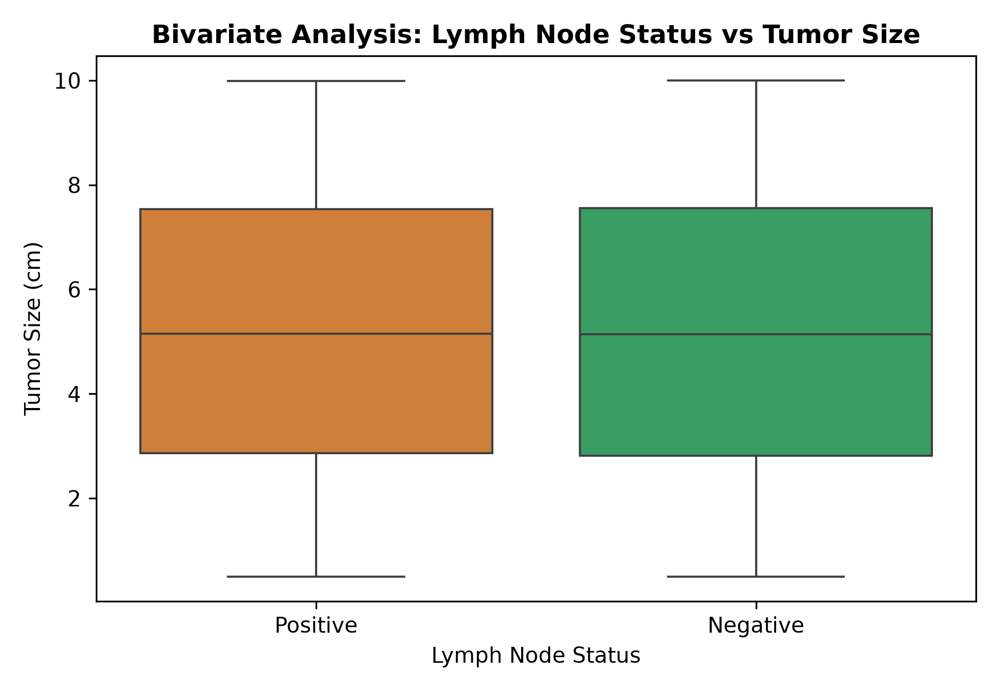 Bivariate Analysis: Lymph Node Status vs Tumor Size
Tumor Size (cm)
10
8
6
4
2
Positive Negative
Lymph Node Status